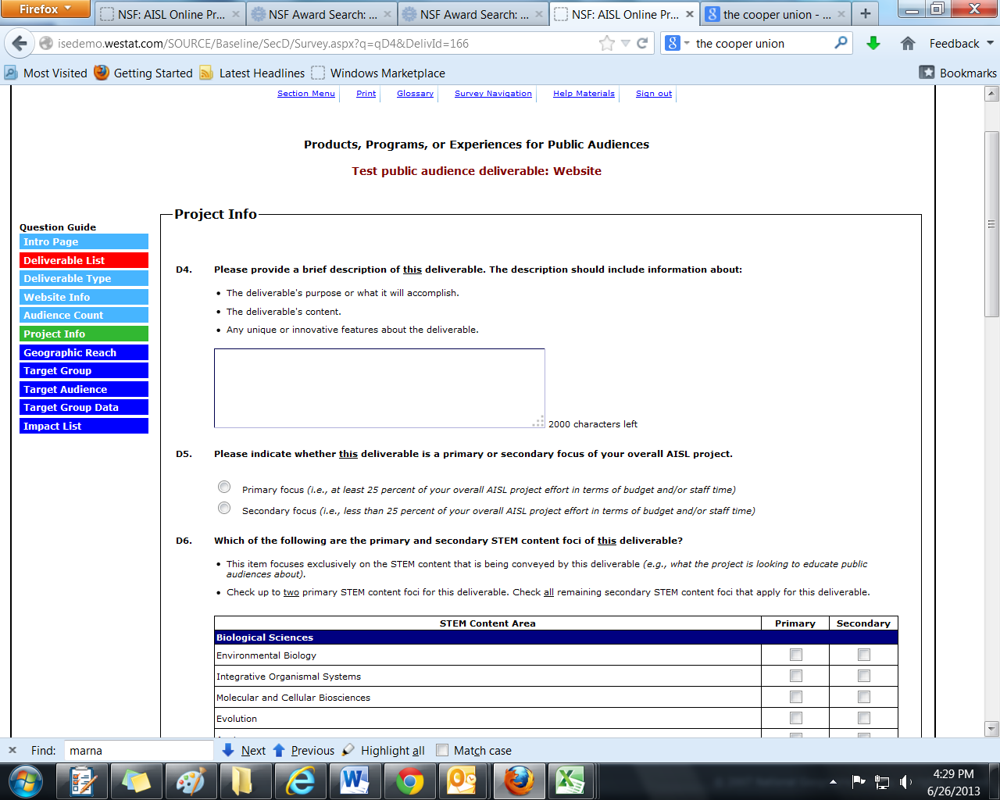 Firefox
NSF: AISL Online Pr...
NSF Award Search: ...
NSF Award Search: ...
NSF: AISL Online Pr...
the cooper union - ...
isedemo.westat.com/SOURCE/Baseline/SecD/Survey.aspx?q=qD4&DelivId=166
the cooper union
Feedback
Most Visited Getting Started Latest Headlines Windows Marketplace Bookmarks
Section Menu Print Glossary Survey Navigation Help Materials Sign out
Products, Programs, or Experiences for Public Audiences
Test public audience deliverable: Website
Project Info
Question Guide
Intro Page
Deliverable List
Deliverable Type
Website Info
Audience Count
Project Info
Geographic Reach
Target Group
Target Audience
Target Group Data
Impact List
D4. Please provide a brief description of this deliverable. The description should include information about:
• The deliverable's purpose or what it will accomplish.
• The deliverable's content.
• Any unique or innovative features about the deliverable.
2000 characters left
D5. Please indicate whether this deliverable is a primary or secondary focus of your overall AISL project.
Primary focus (i.e., at least 25 percent of your overall AISL project effort in terms of budget and/or staff time)
Secondary focus (i.e., less than 25 percent of your overall AISL project effort in terms of budget and/or staff time)
D6. Which of the following are the primary and secondary STEM content foci of this deliverable?
• This item focuses exclusively on the STEM content that is being conveyed by this deliverable (e.g., what the project is looking to educate public
audiences about).
• Check up to two primary STEM content foci for this deliverable. Check all remaining secondary STEM content foci that apply for this deliverable.
STEM Content Area Primary Secondary
Biological Sciences
Environmental Biology
Integrative Organismal Systems
Molecular and Cellular Biosciences
Evolution
Find: marna Next Previous Highlight all Match case
4:29 PM
6/26/2013